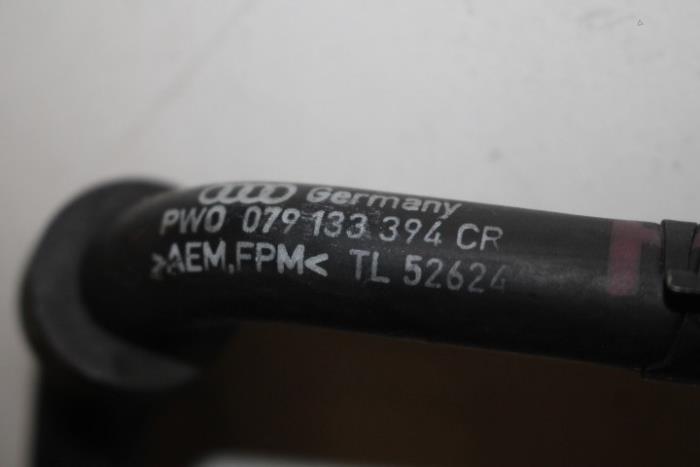 Germany
PWO 079 133 394 CR
>AEM,FPM< TL 52624